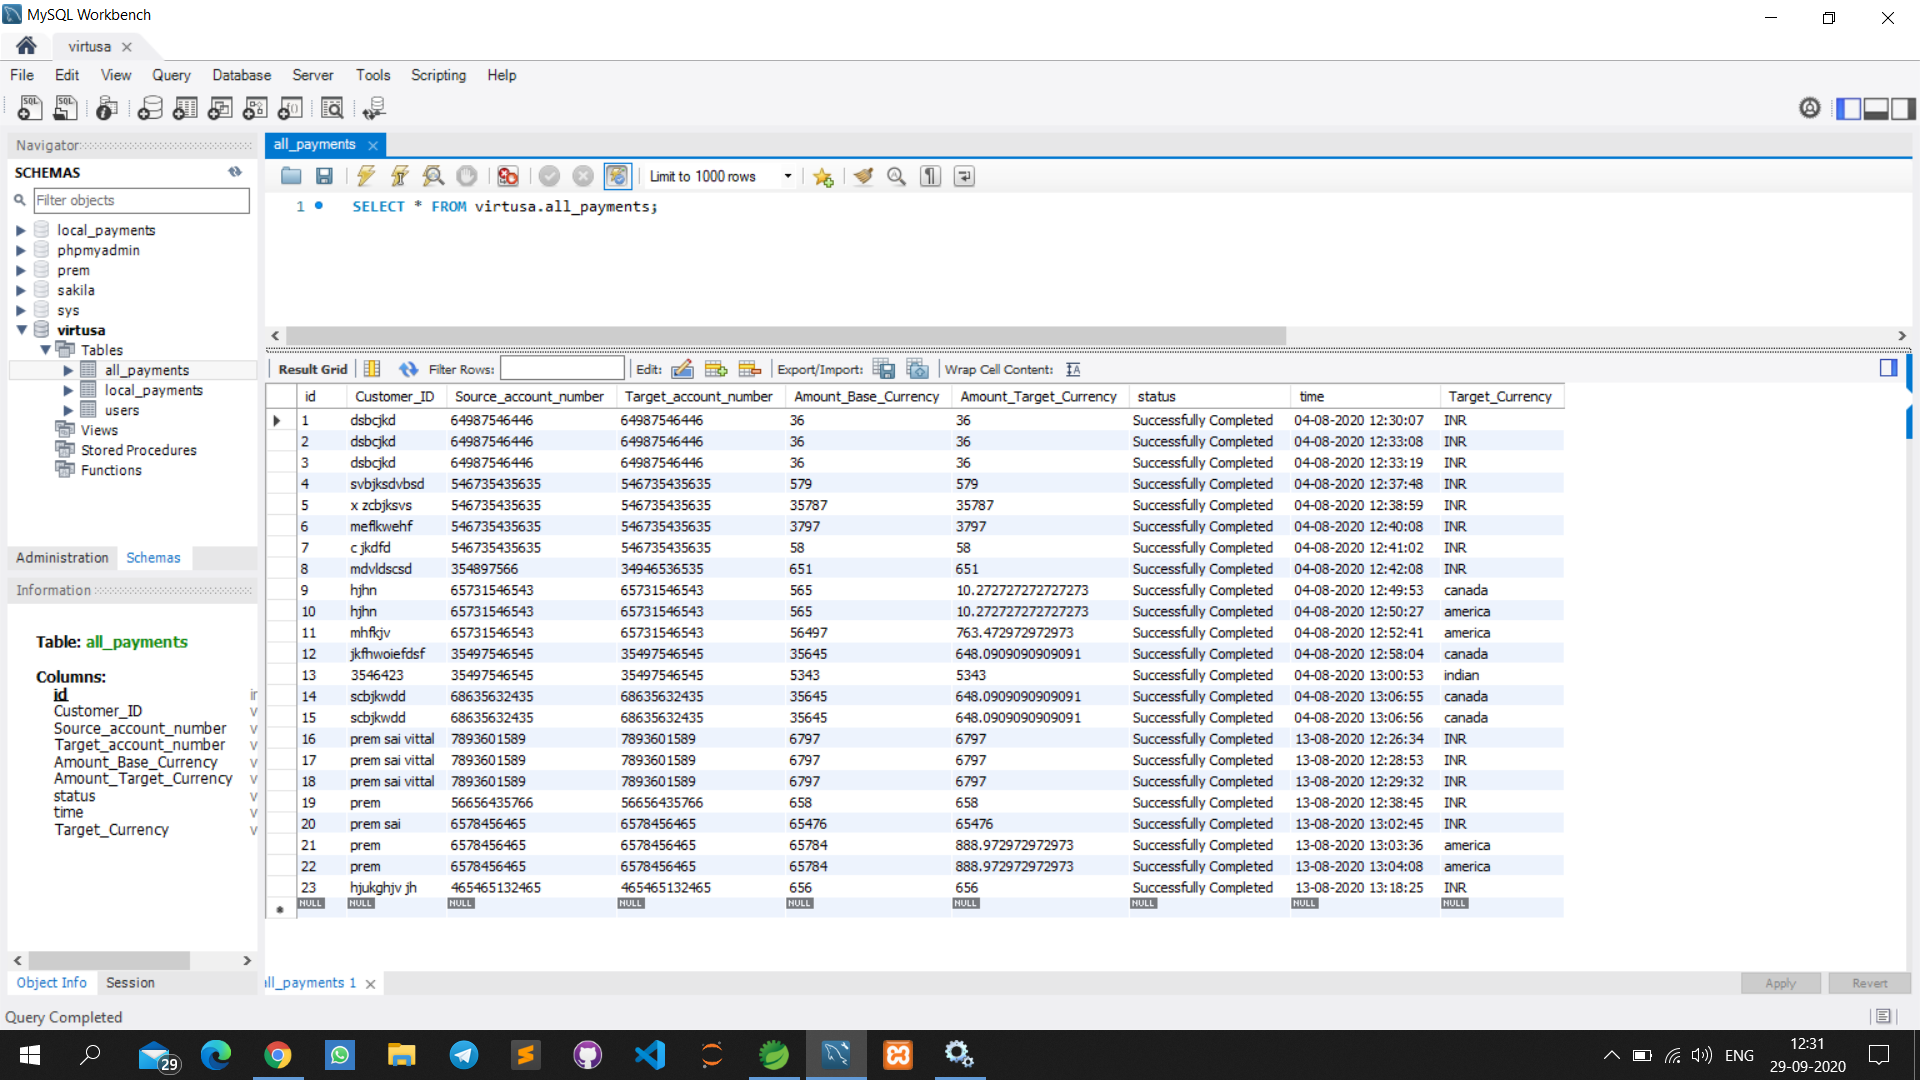 MySQL Workbench
virtusa
File Edit View Query Database Server Tools Scripting Help
Navigator
SCHEMAS
Filter objects
local_payments
phpmyadmin
prem
sakila
sys
virtusa
Tables
all_payments
local_payments
users
Views
Stored Procedures
Functions
Administration Schemas
Information
Table: all_payments
Columns:
id
Customer_ID v
Source_account_number v
Target_account_number v
Amount_Base_Currency v
Amount_Target_Currency v
status v
time v
Target_Currency v
Object Info Session
all_payments
Limit to 1000 rows
1 SELECT * FROM virtusa.all_payments;
Result Grid Filter Rows: Edit: Export/Import: Wrap Cell Content:
id Customer_ID Source_account_number Target_account_number Amount_Base_Currency Amount_Target_Currency status time Target_Currency
1 dsbcjkd 64987546446 64987546446 36 36 Successfully Completed 04-08-2020 12:30:07 INR
2 dsbcjkd 64987546446 64987546446 36 36 Successfully Completed 04-08-2020 12:33:08 INR
3 dsbcjkd 64987546446 64987546446 36 36 Successfully Completed 04-08-2020 12:33:19 INR
4 svbjksdvbsd 546735435635 546735435635 579 579 Successfully Completed 04-08-2020 12:37:48 INR
5 x zcbjksvs 546735435635 546735435635 35787 35787 Successfully Completed 04-08-2020 12:38:59 INR
6 meflkwehf 546735435635 546735435635 3797 3797 Successfully Completed 04-08-2020 12:40:08 INR
7 c jkdfd 546735435635 546735435635 58 58 Successfully Completed 04-08-2020 12:41:02 INR
8 mdvldscsd 354897566 34946536535 651 651 Successfully Completed 04-08-2020 12:42:08 INR
9 hjhn 65731546543 65731546543 565 10.272727272727273 Successfully Completed 04-08-2020 12:49:53 canada
10 hjhn 65731546543 65731546543 565 10.272727272727273 Successfully Completed 04-08-2020 12:50:27 america
11 mhfkjv 65731546543 65731546543 56497 763.472972972973 Successfully Completed 04-08-2020 12:52:41 america
12 jkfhwoiefdsf 35497546545 35497546545 35645 648.0909090909091 Successfully Completed 04-08-2020 12:58:04 canada
13 3546423 35497546545 35497546545 5343 5343 Successfully Completed 04-08-2020 13:00:53 indian
14 scbjkwdd 68635632435 68635632435 35645 648.0909090909091 Successfully Completed 04-08-2020 13:06:55 canada
15 scbjkwdd 68635632435 68635632435 35645 648.0909090909091 Successfully Completed 04-08-2020 13:06:56 canada
16 prem sai vittal 7893601589 7893601589 6797 6797 Successfully Completed 13-08-2020 12:26:34 INR
17 prem sai vittal 7893601589 7893601589 6797 6797 Successfully Completed 13-08-2020 12:28:53 INR
18 prem sai vittal 7893601589 7893601589 6797 6797 Successfully Completed 13-08-2020 12:29:32 INR
19 prem 56656435766 56656435766 658 658 Successfully Completed 13-08-2020 12:38:45 INR
20 prem sai 6578456465 6578456465 65476 65476 Successfully Completed 13-08-2020 13:02:45 INR
21 prem 6578456465 6578456465 65784 888.972972972973 Successfully Completed 13-08-2020 13:03:36 america
22 prem 6578456465 6578456465 65784 888.972972972973 Successfully Completed 13-08-2020 13:04:08 america
23 hjukghjv jh 465465132465 465465132465 656 656 Successfully Completed 13-08-2020 13:18:25 INR
NULL NULL NULL NULL NULL NULL NULL NULL NULL
all_payments 1
Apply Revert
Query Completed
29
ENG
12:31
29-09-2020